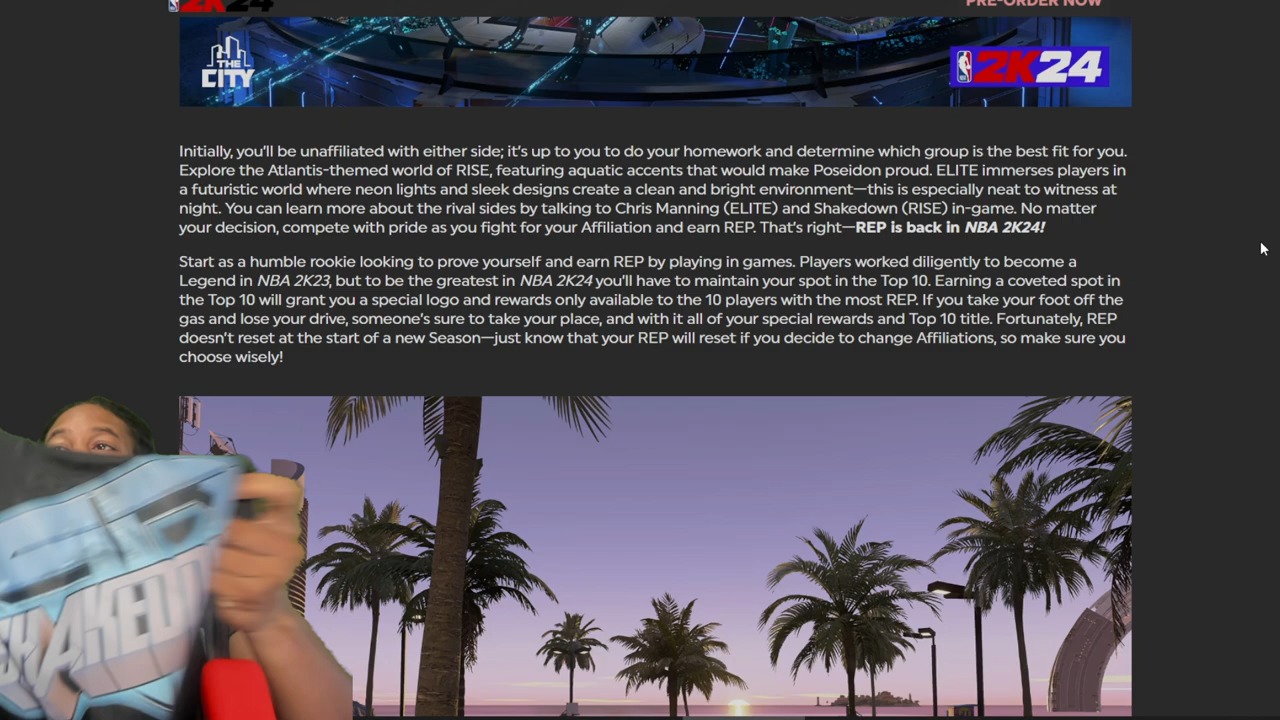 2K24
PRE-ORDER NOW
THE
CITY
2K24
Initially, you'll be unaffiliated with either side; it's up to you to do your homework and determine which group is the best fit for you.
Explore the Atlantis-themed world of RISE, featuring aquatic accents that would make Poseidon proud. ELITE immerses players in
a futuristic world where neon lights and sleek designs create a clean and bright environment—this is especially neat to witness at
night. You can learn more about the rival sides by talking to Chris Manning (ELITE) and Shakedown (RISE) in-game. No matter
your decision, compete with pride as you fight for your Affiliation and earn REP. That's right—REP is back in NBA 2K24!
Start as a humble rookie looking to prove yourself and earn REP by playing in games. Players worked diligently to become a
Legend in NBA 2K23, but to be the greatest in NBA 2K24 you'll have to maintain your spot in the Top 10. Earning a coveted spot in
the Top 10 will grant you a special logo and rewards only available to the 10 players with the most REP. If you take your foot off the
gas and lose your drive, someone's sure to take your place, and with it all of your special rewards and Top 10 title. Fortunately, REP
doesn't reset at the start of a new Season—just know that your REP will reset if you decide to change Affiliations, so make sure you
choose wisely!